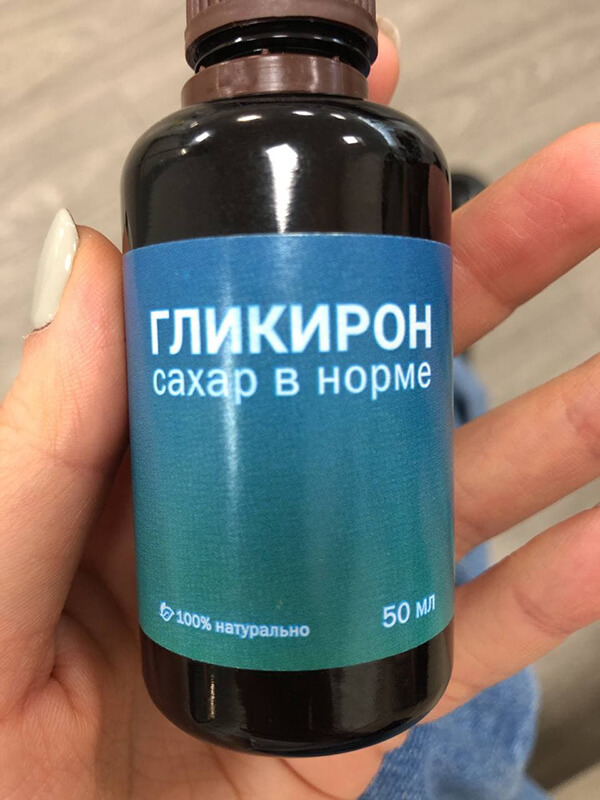 ГЛИКИРОН
сахар в норме
100% натурально
50 мл